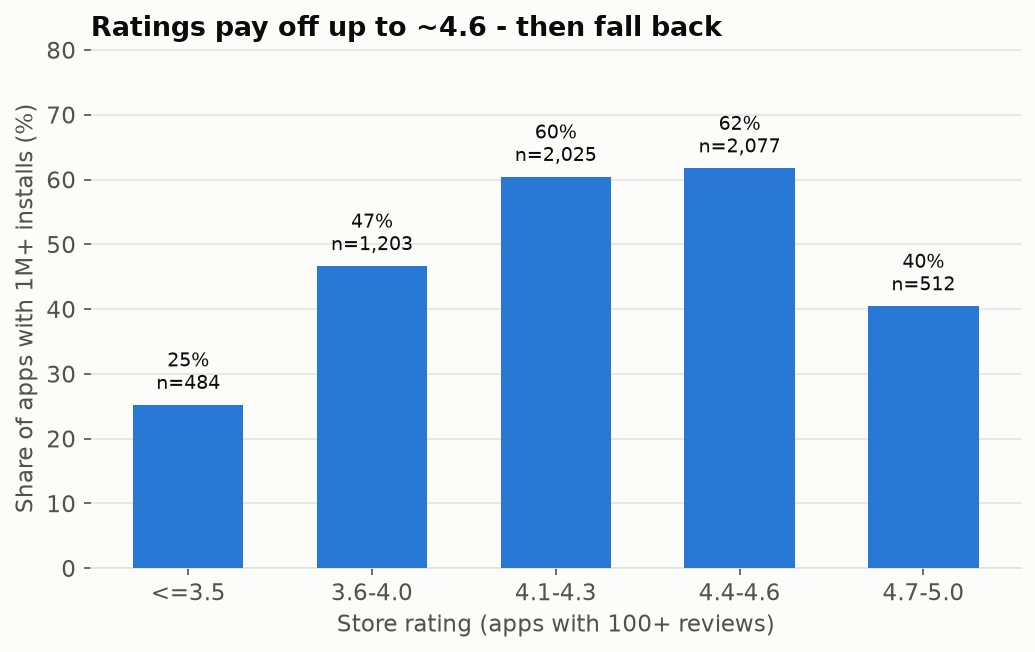 Ratings pay off up to ~4.6 - then fall back
Share of apps with 1M+ installs (%)
80
70
60
50
40
30
20
10
0
25%
n=484
47%
n=1,203
60%
n=2,025
62%
n=2,077
40%
n=512
<=3.5
3.6-4.0
4.1-4.3
4.4-4.6
4.7-5.0
Store rating (apps with 100+ reviews)